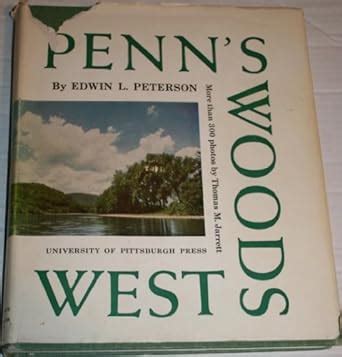 PENN'S
WOODS
WEST
By EDWIN L. PETERSON
More than 300 photos by Thomas M. Jarrett
UNIVERSITY OF PITTSBURGH PRESS